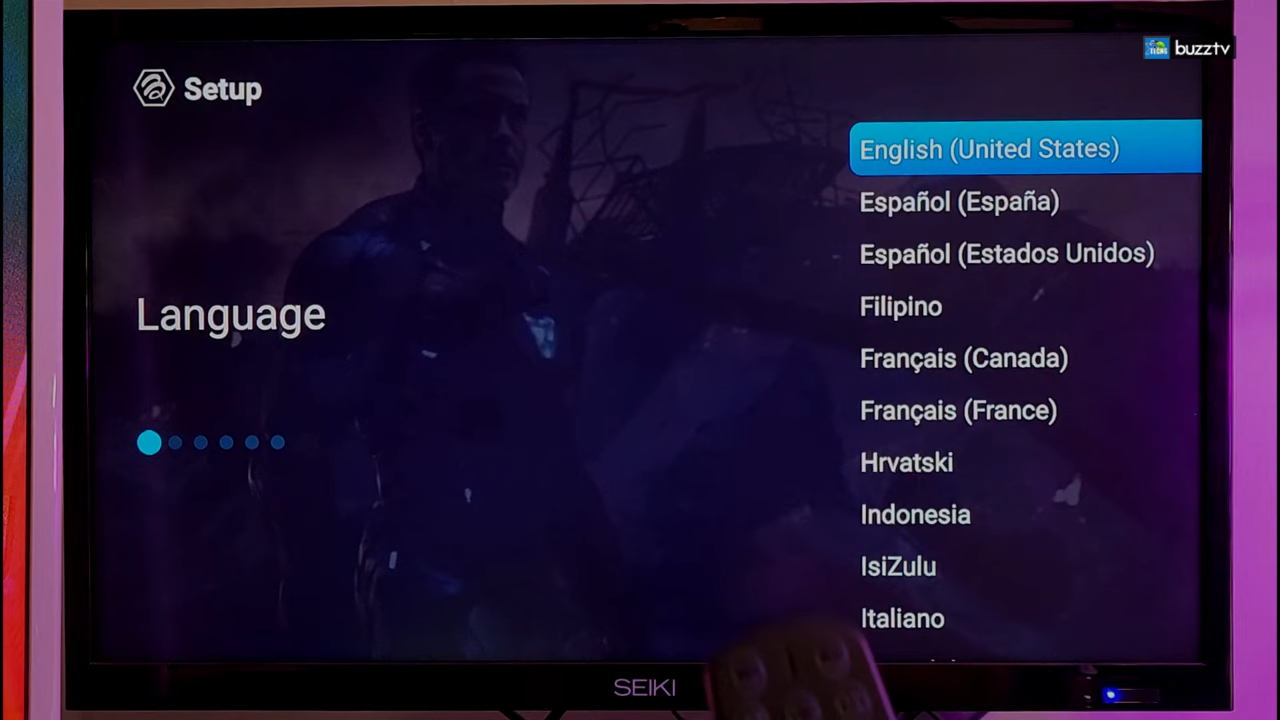 TECHS
buzztv
Setup
Language
English (United States)
Español (España)
Español (Estados Unidos)
Filipino
Français (Canada)
Français (France)
Hrvatski
Indonesia
IsiZulu
Italiano
SEIKI